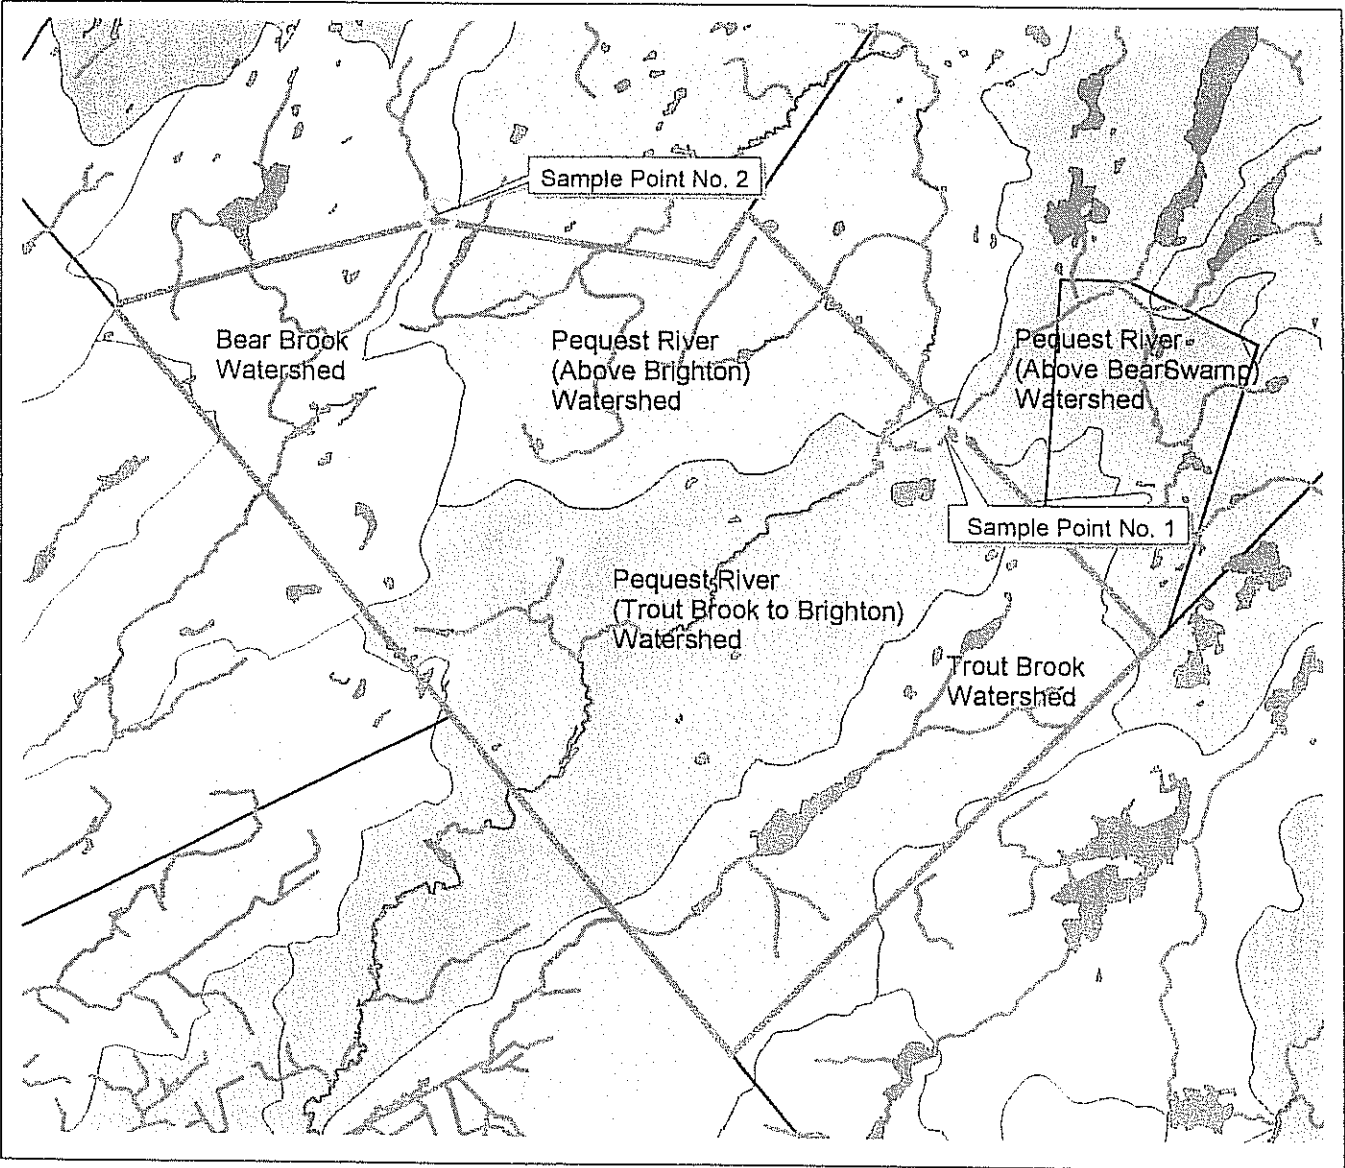 Sample Point No. 2
Bear Brook
Watershed
Pequest River
(Above Brighton)
Watershed
Pequest River
(Above BearSwamp)
Watershed
Sample Point No. 1
Pequest River
(Trout Brook to Brighton)
Watershed
Trout Brook
Watershed